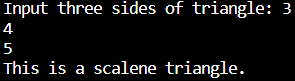 Input three sides of triangle: 3
4
5
This is a scalene triangle.